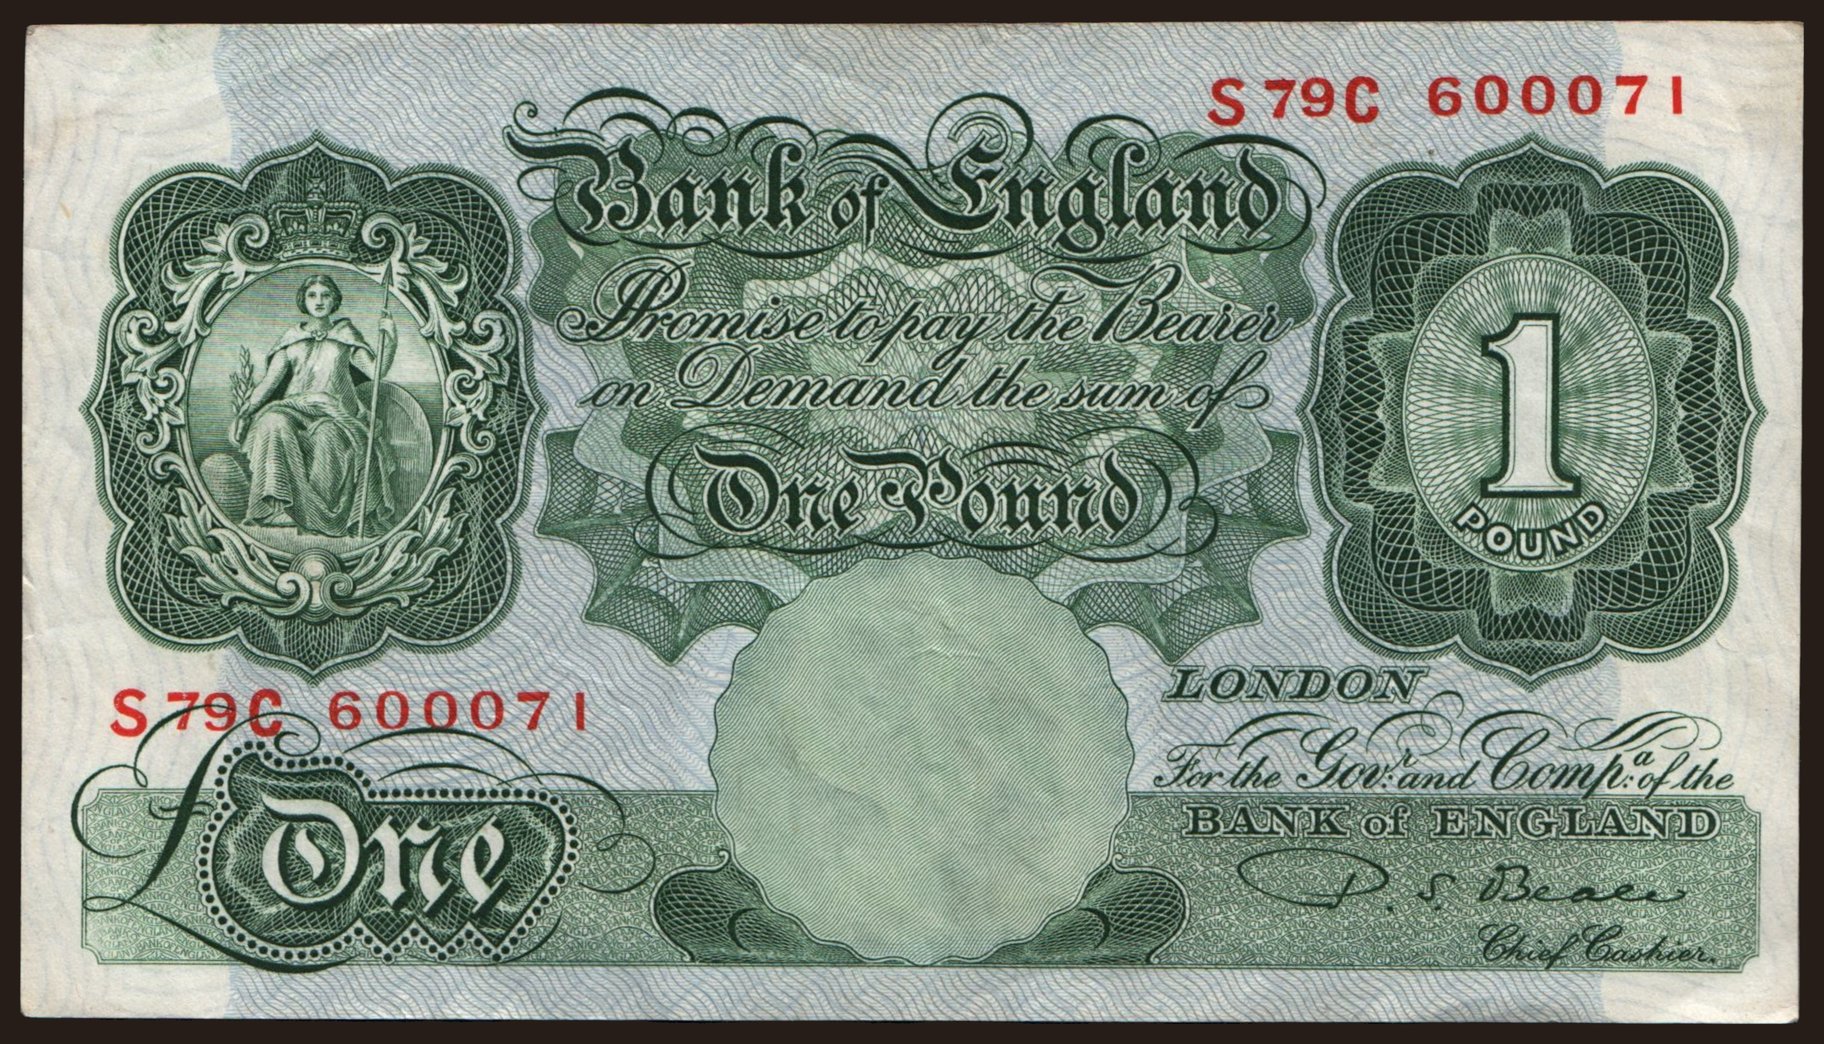 S79C 600071
Bank of England
Promise to pay the Bearer
on Demand the sum of
One Pound
1
POUND
S79C 600071
LONDON
For the Govr. and Compa. of the
BANK of ENGLAND
P. S. Beale
Chief Cashier.
£One